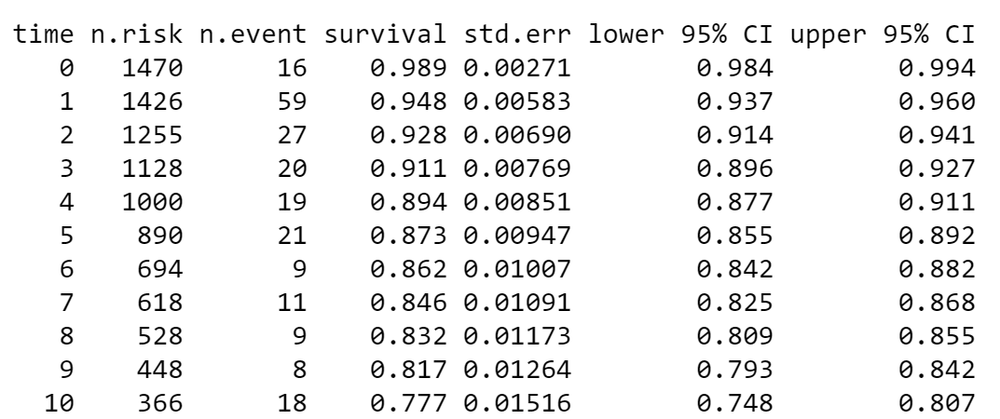 time n.risk n.event survival std.err lower 95% CI upper 95% CI
0 1470 16 0.989 0.00271 0.984 0.994
1 1426 59 0.948 0.00583 0.937 0.960
2 1255 27 0.928 0.00690 0.914 0.941
3 1128 20 0.911 0.00769 0.896 0.927
4 1000 19 0.894 0.00851 0.877 0.911
5 890 21 0.873 0.00947 0.855 0.892
6 694 9 0.862 0.01007 0.842 0.882
7 618 11 0.846 0.01091 0.825 0.868
8 528 9 0.832 0.01173 0.809 0.855
9 448 8 0.817 0.01264 0.793 0.842
10 366 18 0.777 0.01516 0.748 0.807